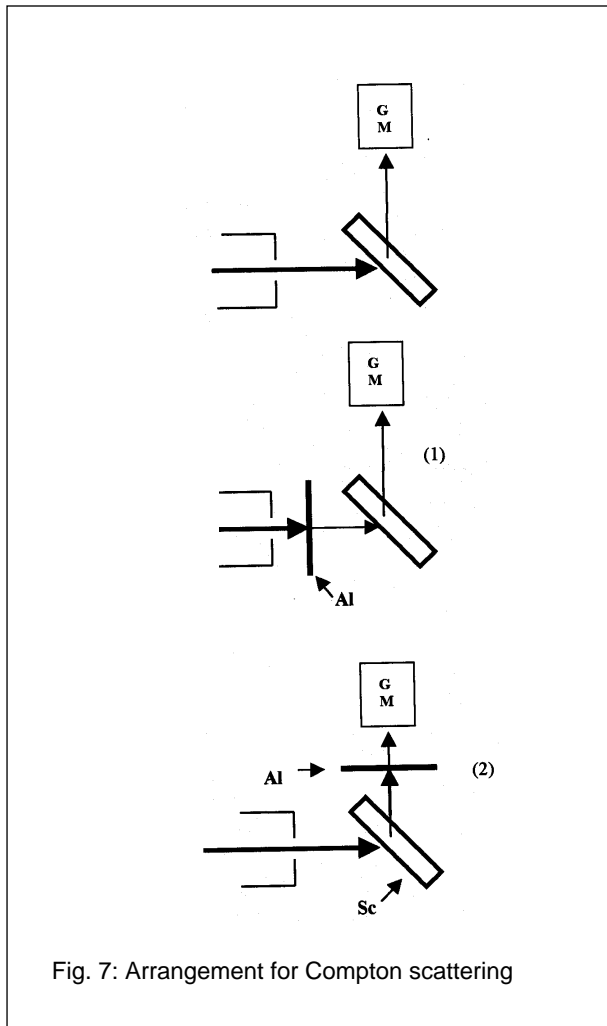 G
M
G
M
(1)
Al
G
M
Al
(2)
Sc
Fig. 7: Arrangement for Compton scattering